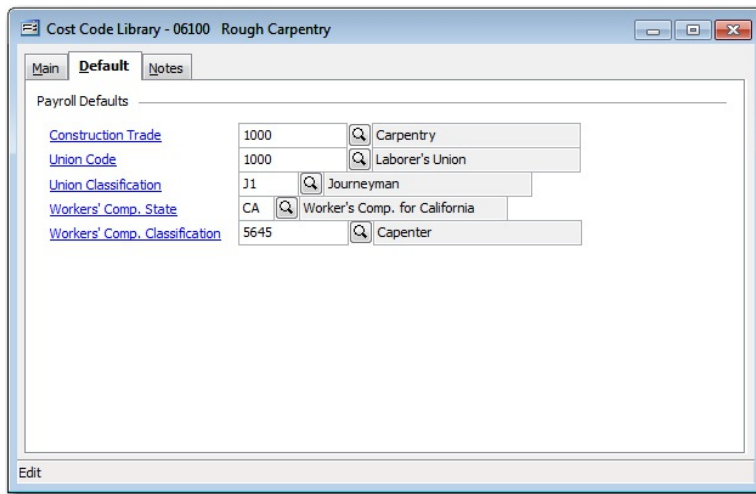 Cost Code Library - 06100 Rough Carpentry
Main Default Notes
Payroll Defaults
Construction Trade 1000 Carpentry
Union Code 1000 Laborer's Union
Union Classification J1 Journeyman
Workers' Comp. State CA Worker's Comp. for California
Workers' Comp. Classification 5645 Capenter
Edit